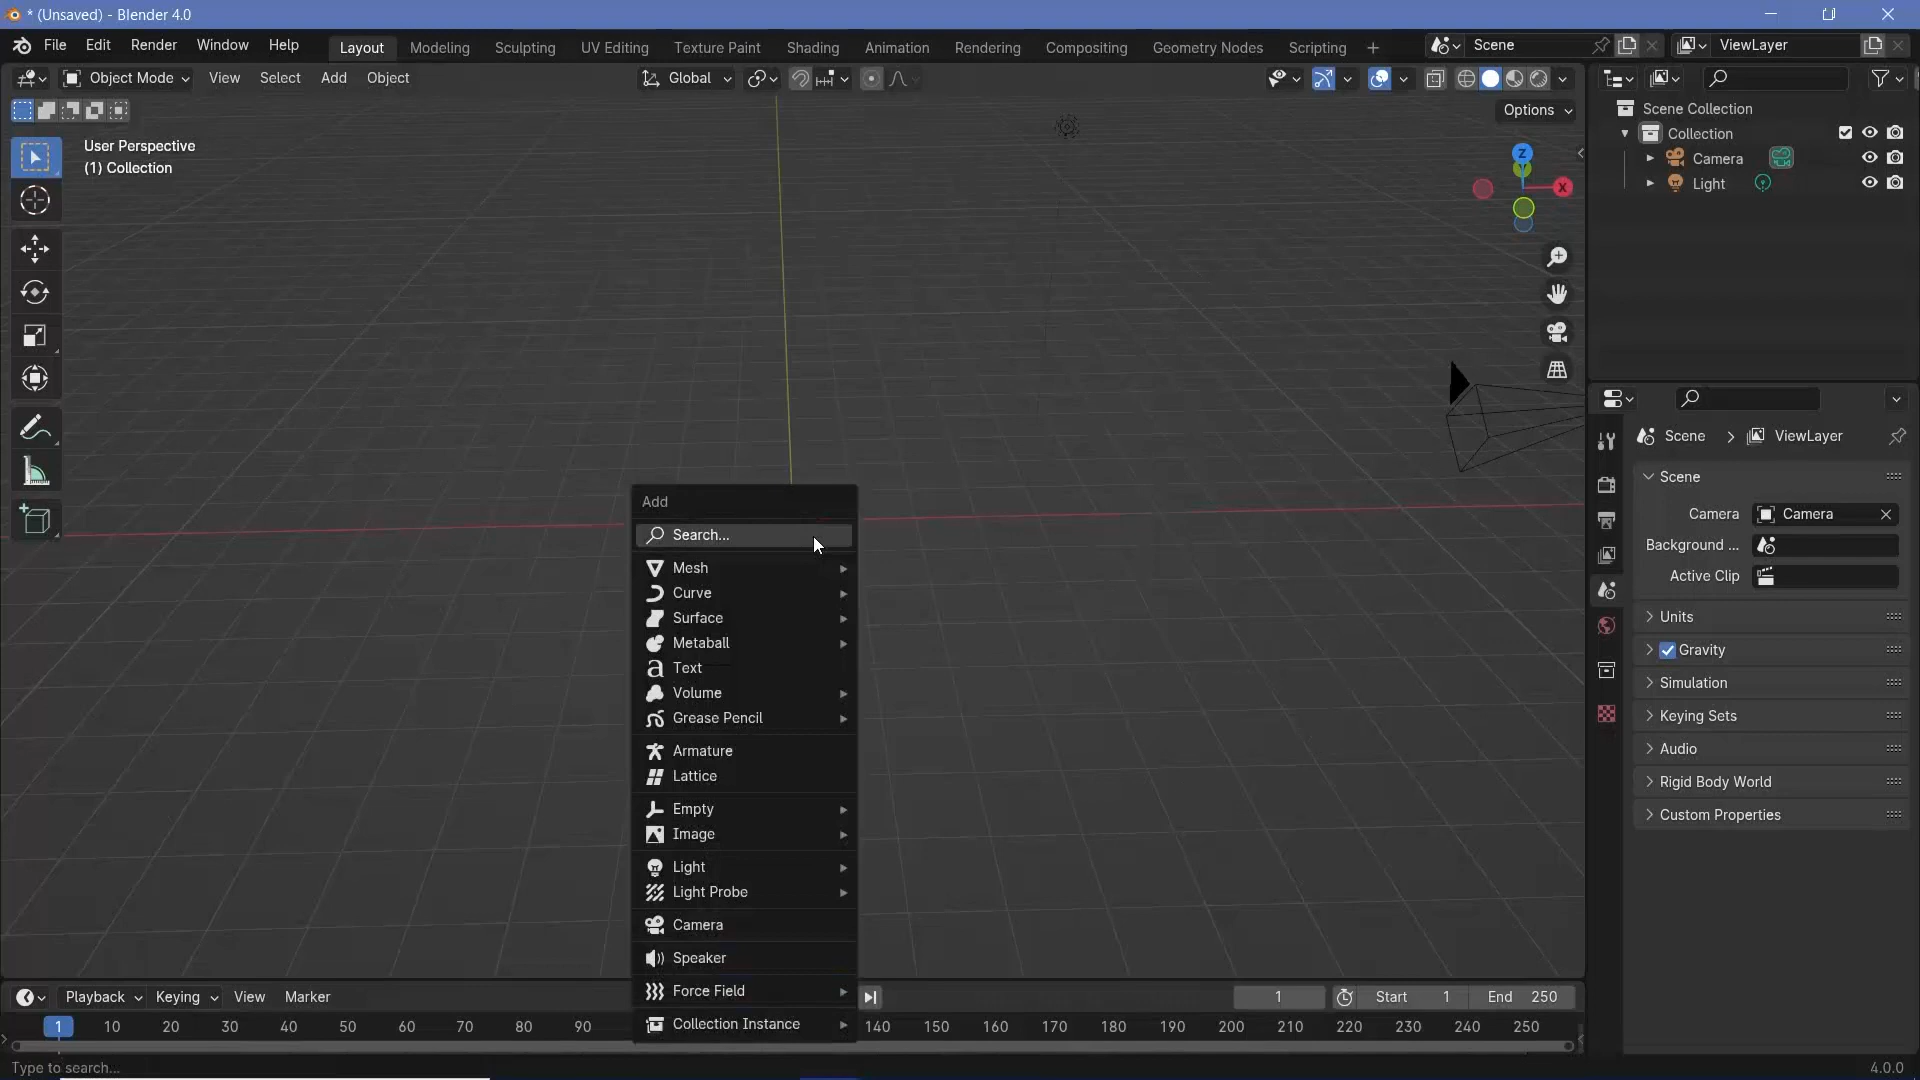 * (Unsaved) - Blender 4.0
File Edit Render Window Help Layout Modeling Sculpting UV Editing Texture Paint Shading Animation Rendering Compositing Geometry Nodes Scripting + Scene ViewLayer
Object Mode View Select Add Object Global
Options
User Perspective
(1) Collection
Z
X
Scene Collection
Collection
Camera
Light
Scene > ViewLayer
Scene
Camera Camera
Background ...
Active Clip
Units
Gravity
Simulation
Keying Sets
Audio
Rigid Body World
Custom Properties
Add
Search...
Mesh
Curve
Surface
Metaball
Text
Volume
Grease Pencil
Armature
Lattice
Empty
Image
Light
Light Probe
Camera
Speaker
Force Field
Collection Instance
Playback Keying View Marker 1 Start 1 End 250
1 10 20 30 40 50 60 70 80 90 140 150 160 170 180 190 200 210 220 230 240 250
Type to search... 4.0.0